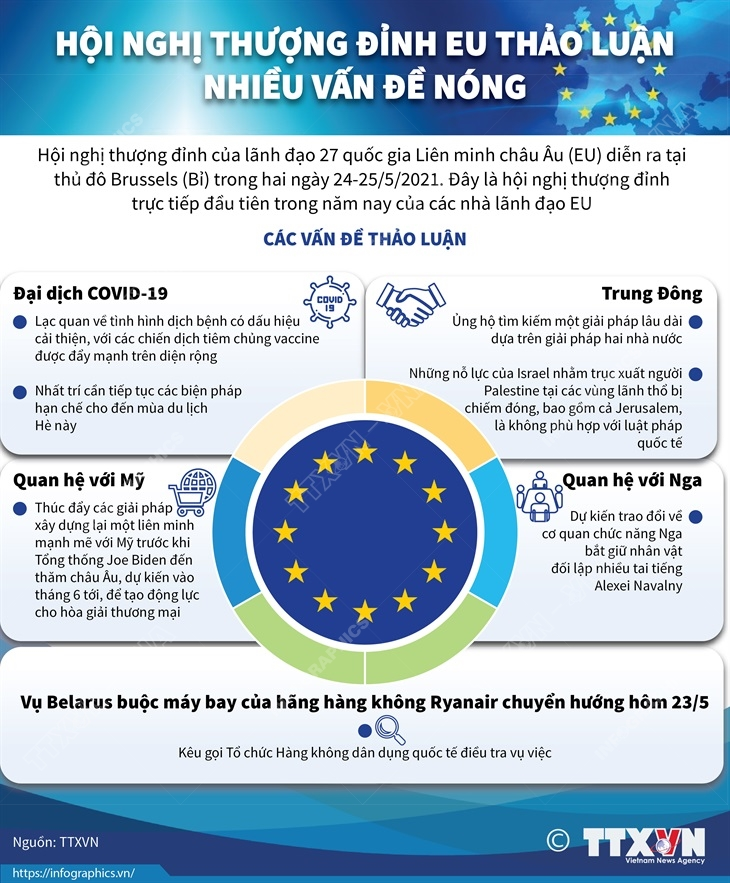 HỘI NGHỊ THƯỢNG ĐỈNH EU THẢO LUẬN
NHIỀU VẤN ĐỀ NÓNG
Hội nghị thượng đỉnh của lãnh đạo 27 quốc gia Liên minh châu Âu (EU) diễn ra tại
thủ đô Brussels (Bỉ) trong hai ngày 24-25/5/2021. Đây là hội nghị thượng đỉnh
trực tiếp đầu tiên trong năm nay của các nhà lãnh đạo EU
CÁC VẤN ĐỀ THẢO LUẬN
Đại dịch COVID-19
COVID
19
Lạc quan về tình hình dịch bệnh có dấu hiệu
cải thiện, với các chiến dịch tiêm chủng vaccine
được đẩy mạnh trên diện rộng
Nhất trí cần tiếp tục các biện pháp
hạn chế cho đến mùa du lịch
Hè này
Trung Đông
Ủng hộ tìm kiếm một giải pháp lâu dài
dựa trên giải pháp hai nhà nước
Những nỗ lực của Israel nhằm trục xuất người
Palestine tại các vùng lãnh thổ bị
chiếm đóng, bao gồm cả Jerusalem,
là không phù hợp với luật pháp
quốc tế
Quan hệ với Mỹ
Thúc đẩy các giải pháp
xây dựng lại một liên minh
mạnh mẽ với Mỹ trước khi
Tổng thống Joe Biden đến
thăm châu Âu, dự kiến vào
tháng 6 tới, để tạo động lực
cho hòa giải thương mại
Quan hệ với Nga
Dự kiến trao đổi về
cơ quan chức năng Nga
bắt giữ nhân vật
đối lập nhiều tai tiếng
Alexei Navalny
Vụ Belarus buộc máy bay của hãng hàng không Ryanair chuyển hướng hôm 23/5
Kêu gọi Tổ chức Hàng không dân dụng quốc tế điều tra vụ việc
Nguồn: TTXVN
© TTXVN
Vietnam News Agency
https://infographics.vn/